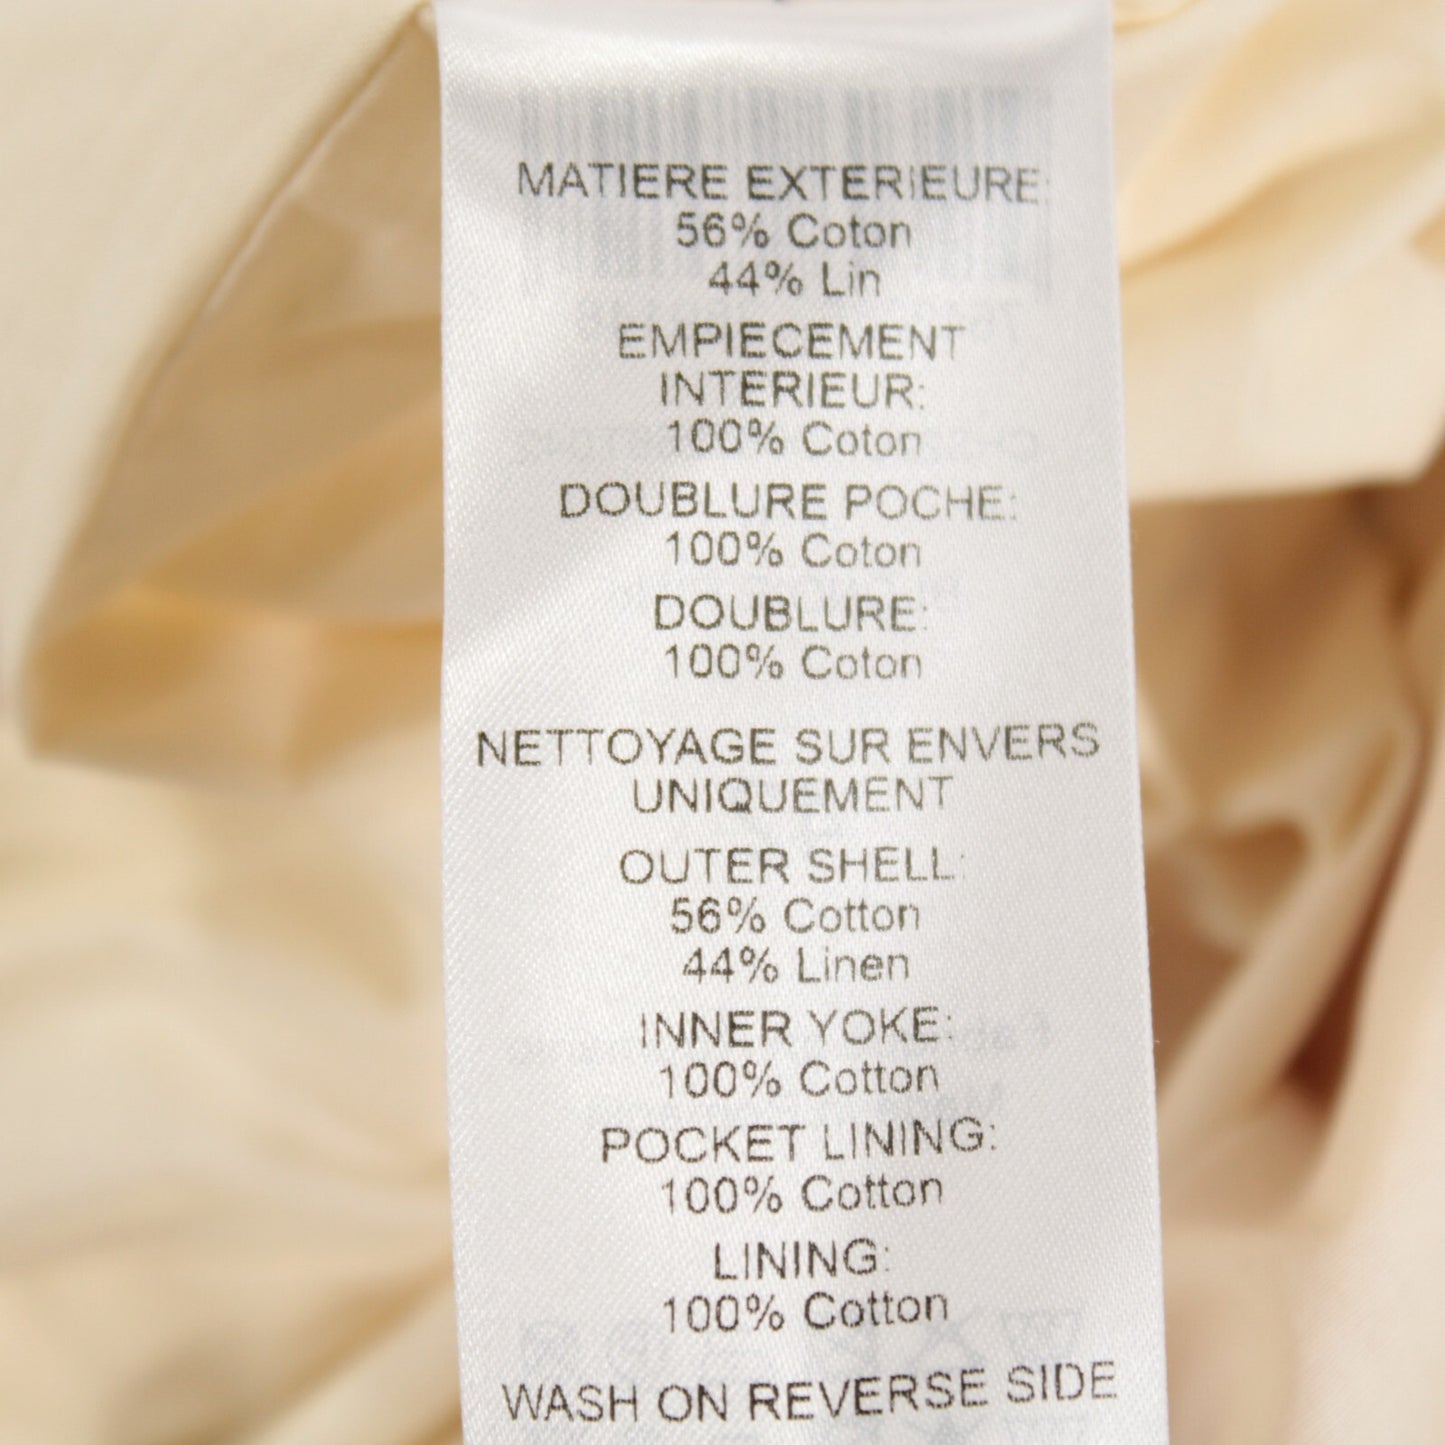 MATIERE EXTERIEURE:
56% Coton
44% Lin
EMPIECEMENT
INTERIEUR:
100% Coton
DOUBLURE POCHE:
100% Coton
DOUBLURE:
100% Coton
NETTOYAGE SUR ENVERS
UNIQUEMENT
OUTER SHELL:
56% Cotton
44% Linen
INNER YOKE:
100% Cotton
POCKET LINING:
100% Cotton
LINING:
100% Cotton
WASH ON REVERSE SIDE